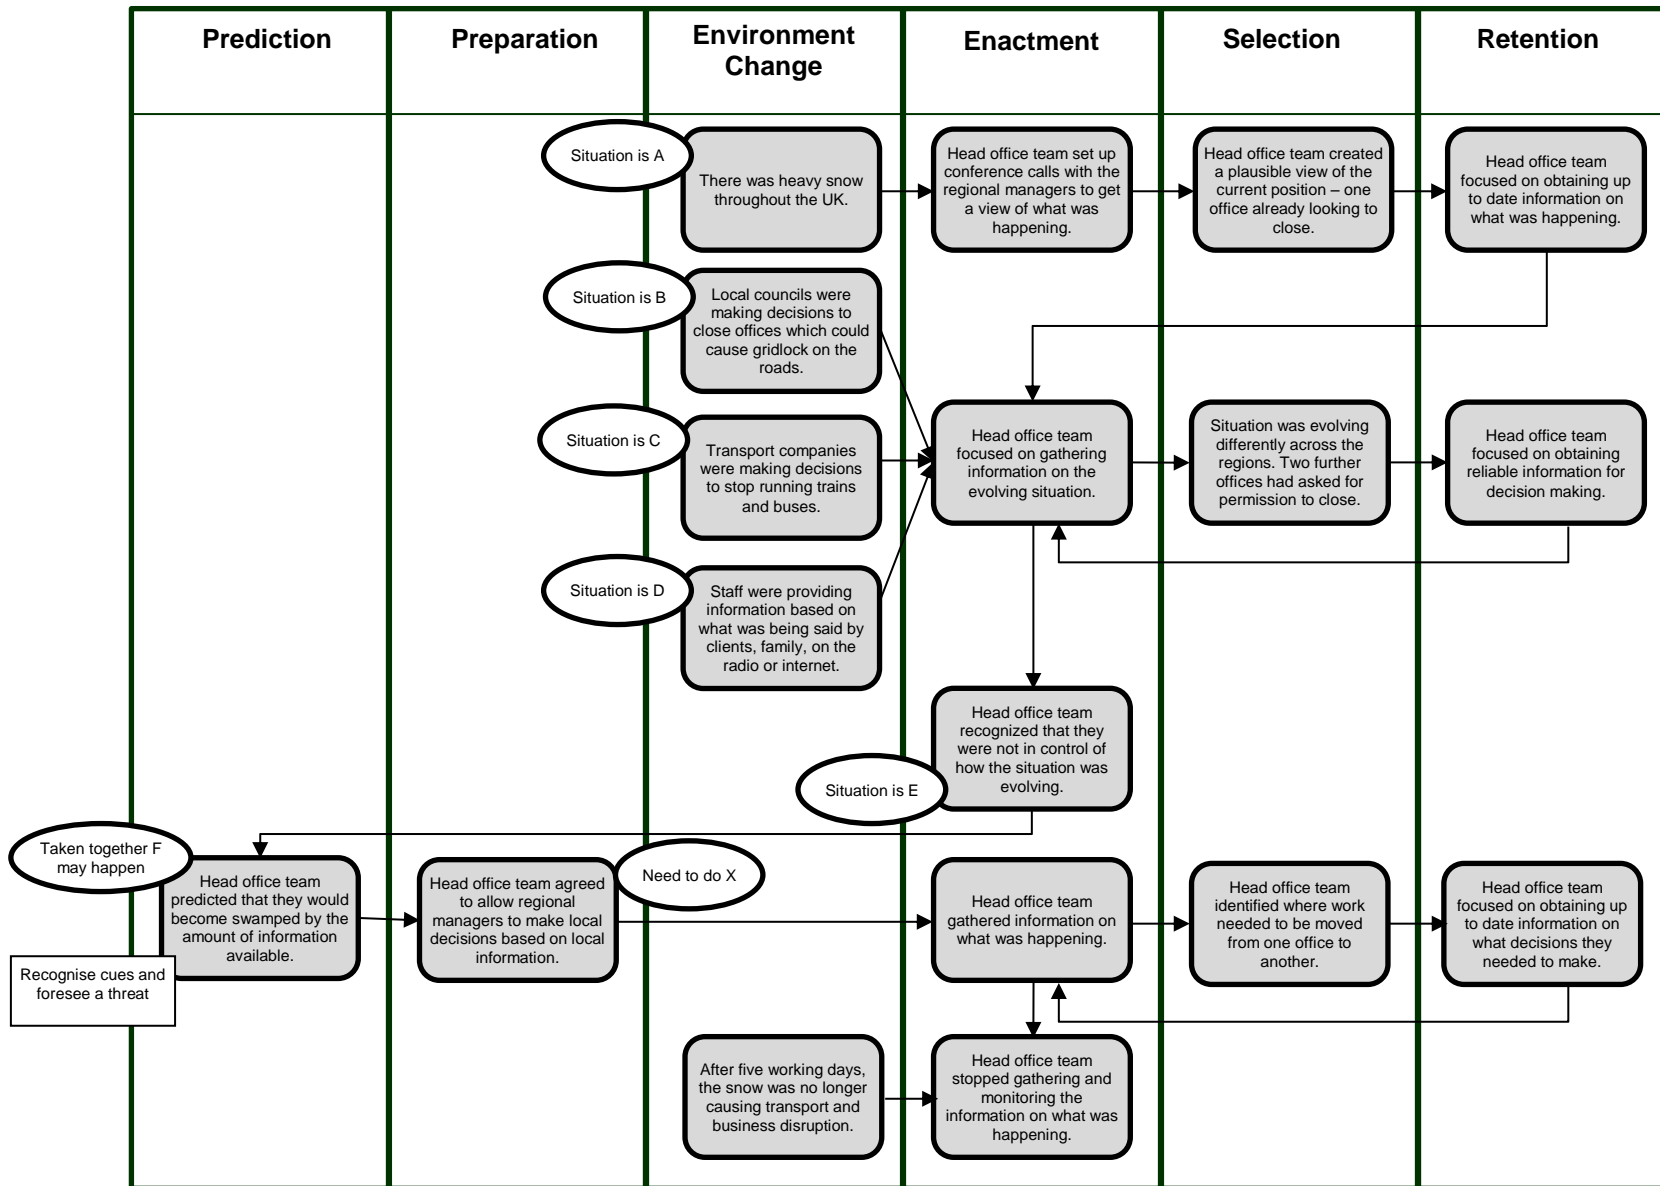 Prediction
Preparation
Environment
Change
Enactment
Selection
Retention
Situation is A
There was heavy snow
throughout the UK.
Head office team set up
conference calls with the
regional managers to get
a view of what was
happening.
Head office team created
a plausible view of the
current position – one
office already looking to
close.
Head office team
focused on obtaining up
to date information on
what was happening.
Situation is B
Local councils were
making decisions to
close offices which could
cause gridlock on the
roads.
Situation is C
Transport companies
were making decisions
to stop running trains
and buses.
Head office team
focused on gathering
information on the
evolving situation.
Situation was evolving
differently across the
regions. Two further
offices had asked for
permission to close.
Head office team
focused on obtaining
reliable information for
decision making.
Situation is D
Staff were providing
information based on
what was being said by
clients, family, on the
radio or internet.
Head office team
recognized that they
were not in control of
how the situation was
evolving.
Situation is E
Taken together F
may happen
Head office team
predicted that they would
become swamped by the
amount of information
available.
Recognise cues and
foresee a threat
Head office team agreed
to allow regional
managers to make local
decisions based on local
information.
Need to do X
Head office team
gathered information on
what was happening.
Head office team
identified where work
needed to be moved
from one office to
another.
Head office team
focused on obtaining up
to date information on
what decisions they
needed to make.
After five working days,
the snow was no longer
causing transport and
business disruption.
Head office team
stopped gathering and
monitoring the
information on what was
happening.